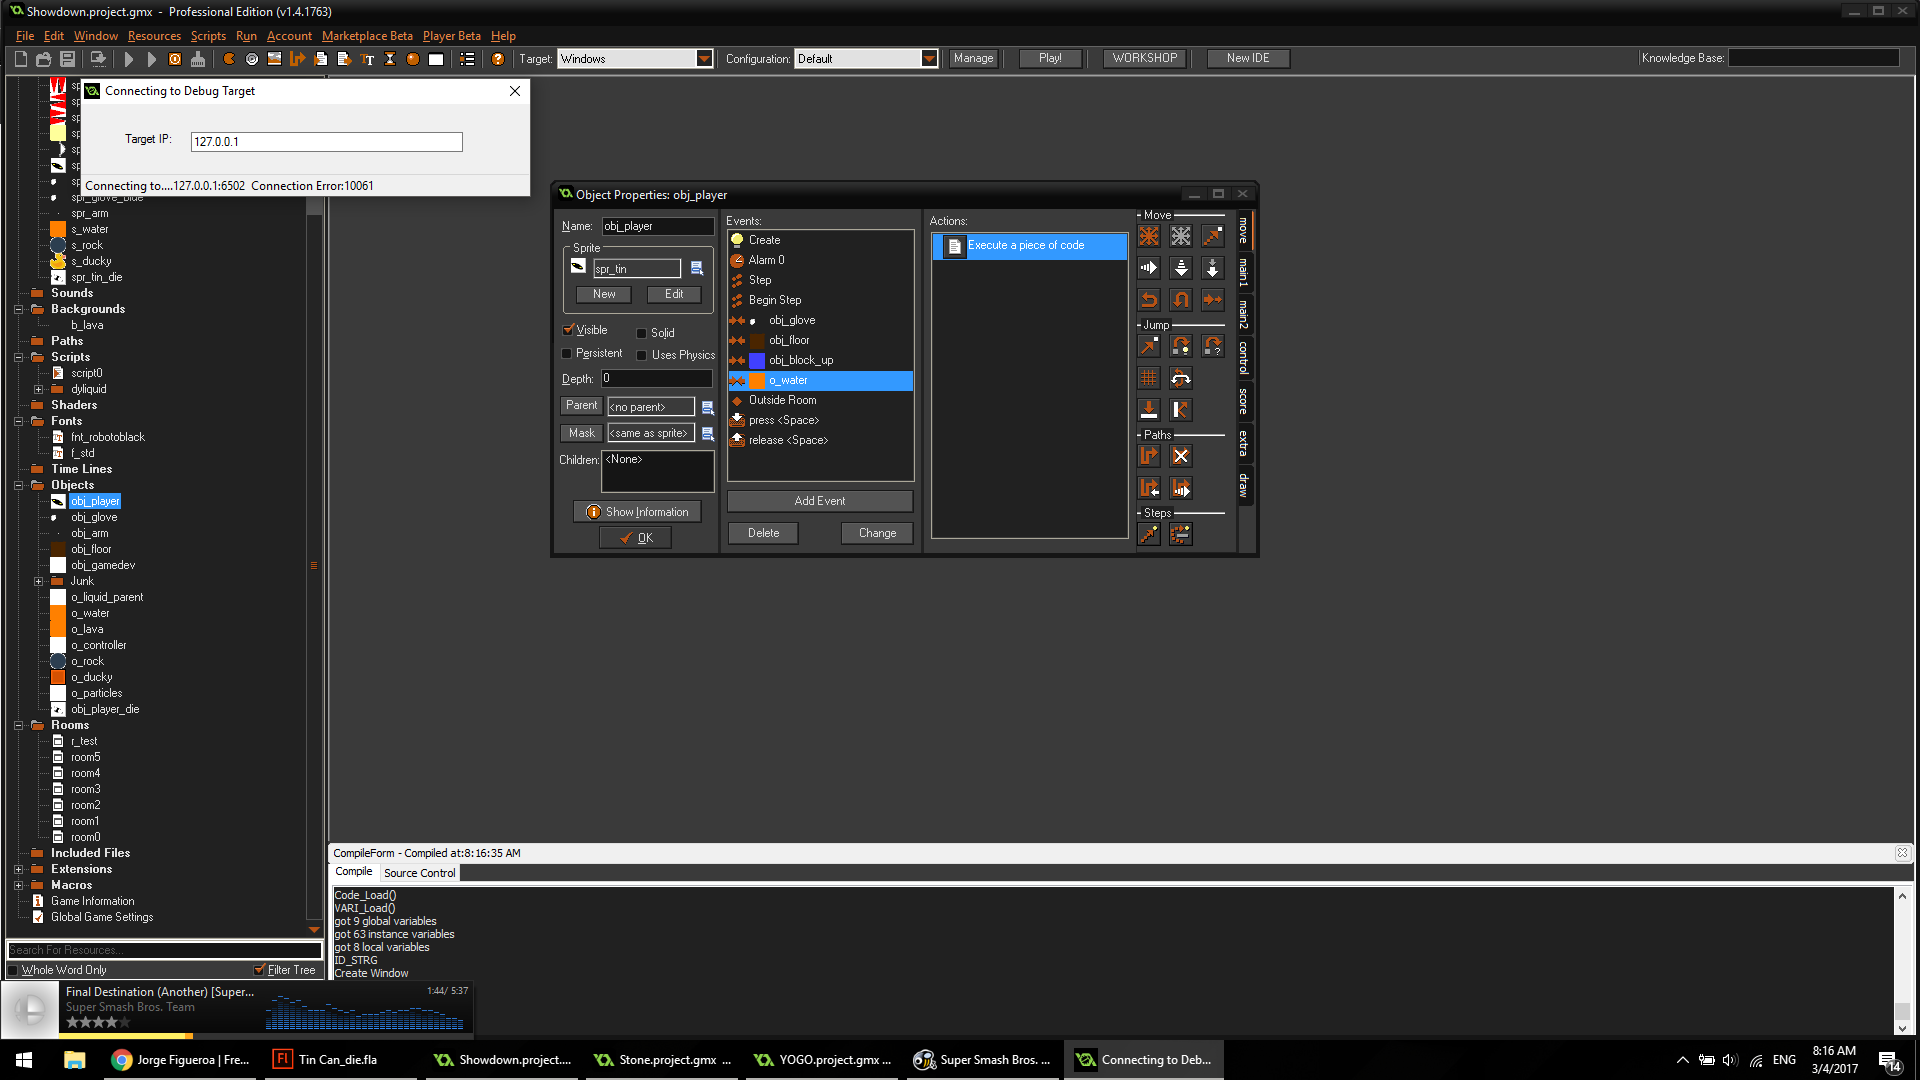 Showdown.project.gmx - Professional Edition (v1.4.1763)
File Edit Window Resources Scripts Run Account Marketplace Beta Player Beta Help
Target: Windows Configuration: Default Manage Play! WORKSHOP New IDE Knowledge Base:
Connecting to Debug Target
Target IP: 127.0.0.1
Connecting to....127.0.0.1:6502 Connection Error:10061
spr_glove_blue
spr_arm
s_water
s_rock
s_ducky
spr_tin_die
Sounds
Backgrounds
b_lava
Paths
Scripts
script0
dyliquid
Shaders
Fonts
fnt_robotoblack
f_std
Time Lines
Objects
obj_player
obj_glove
obj_arm
obj_floor
obj_gamedev
Junk
o_liquid_parent
o_water
o_lava
o_controller
o_rock
o_ducky
o_particles
obj_player_die
Rooms
r_test
room5
room4
room3
room2
room1
room0
Included Files
Extensions
Macros
Game Information
Global Game Settings
Search For Resources...
Whole Word Only Filter Tree
Object Properties: obj_player
Name: obj_player
Sprite
spr_tin
New Edit
Visible Solid
Persistent Uses Physics
Depth: 0
Parent <no parent>
Mask <same as sprite>
Children: <None>
Show Information
OK
Events:
Create
Alarm 0
Step
Begin Step
obj_glove
obj_floor
obj_block_up
o_water
Outside Room
press <Space>
release <Space>
Add Event
Delete Change
Actions:
Execute a piece of code
Move
Jump
Paths
Steps
move
main1
main2
control
score
extra
draw
CompileForm - Compiled at:8:16:35 AM
Compile Source Control
Code_Load()
VARI_Load()
got 9 global variables
got 63 instance variables
got 8 local variables
ID_STRG
Create Window
Final Destination (Another) [Super... 1:44/ 5:37
Super Smash Bros. Team
Jorge Figueroa | Fre...
Tin Can_die.fla
Showdown.project....
Stone.project.gmx ...
YOGO.project.gmx ...
Super Smash Bros. ...
Connecting to Deb...
ENG
8:16 AM
3/4/2017
14